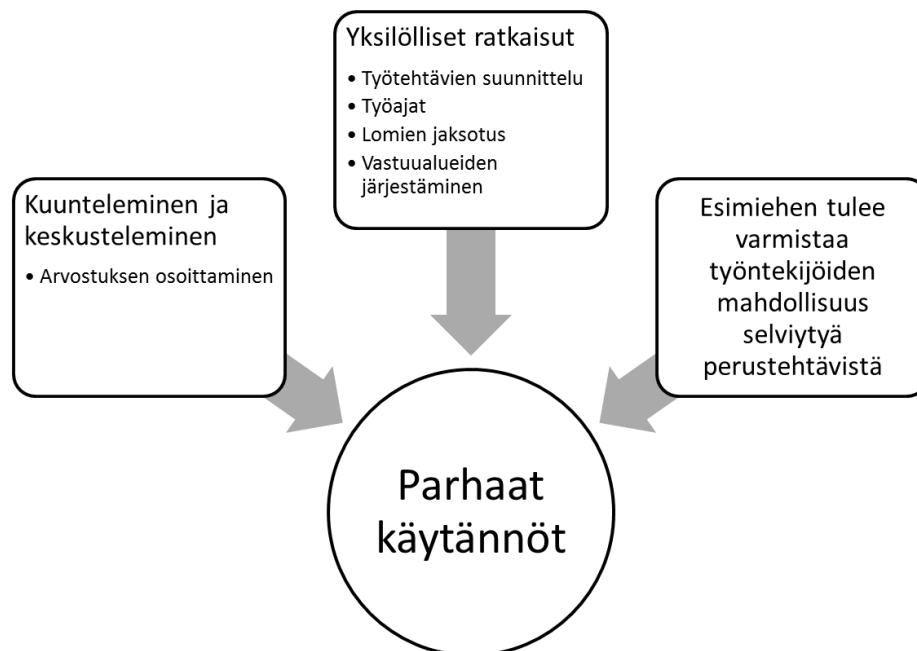 Yksilölliset ratkaisut
• Työtehtävien suunnittelu
• Työajat
• Lomien jaksotus
• Vastuualueiden
järjestäminen
Kuunteleminen ja
keskusteleminen
• Arvostuksen osoittaminen
Esimiehen tulee
varmistaa
työntekijöiden
mahdollisuus
selviytyä
perustehtävistä
Parhaat
käytännöt